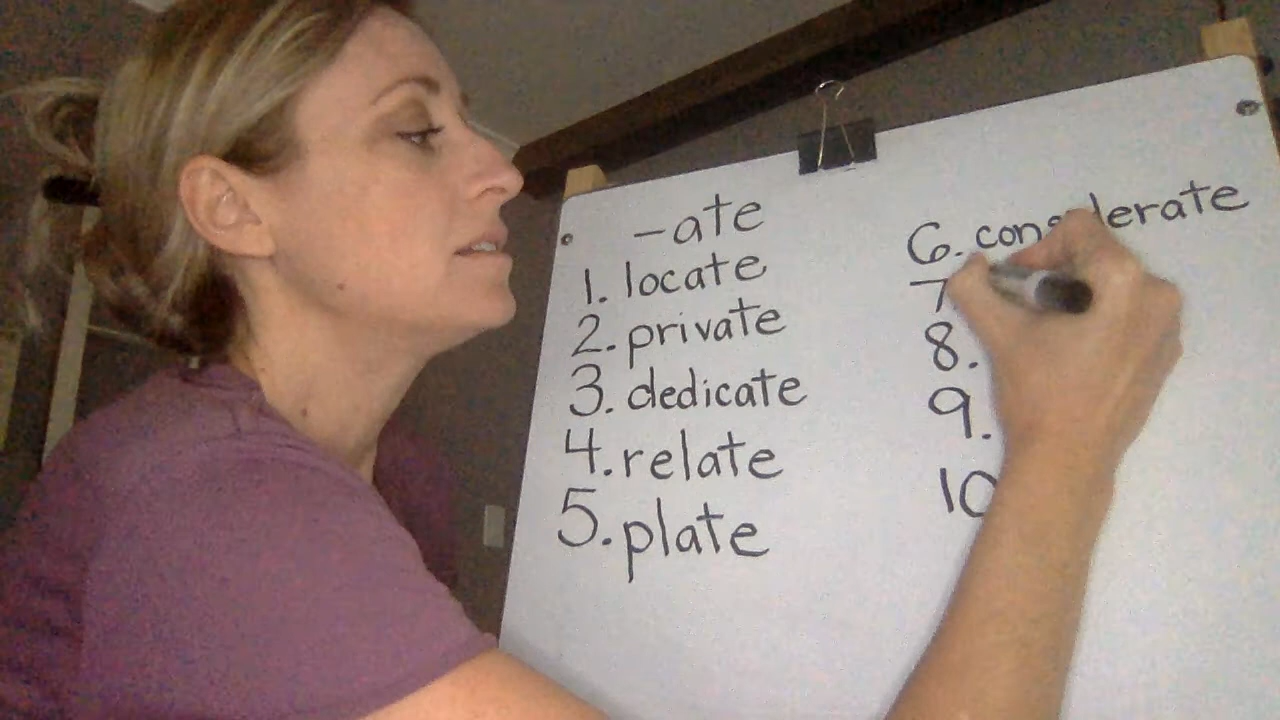 -ate
1. locate
2. private
3. dedicate
4. relate
5. plate
6. considerate
7
8.
9.
10